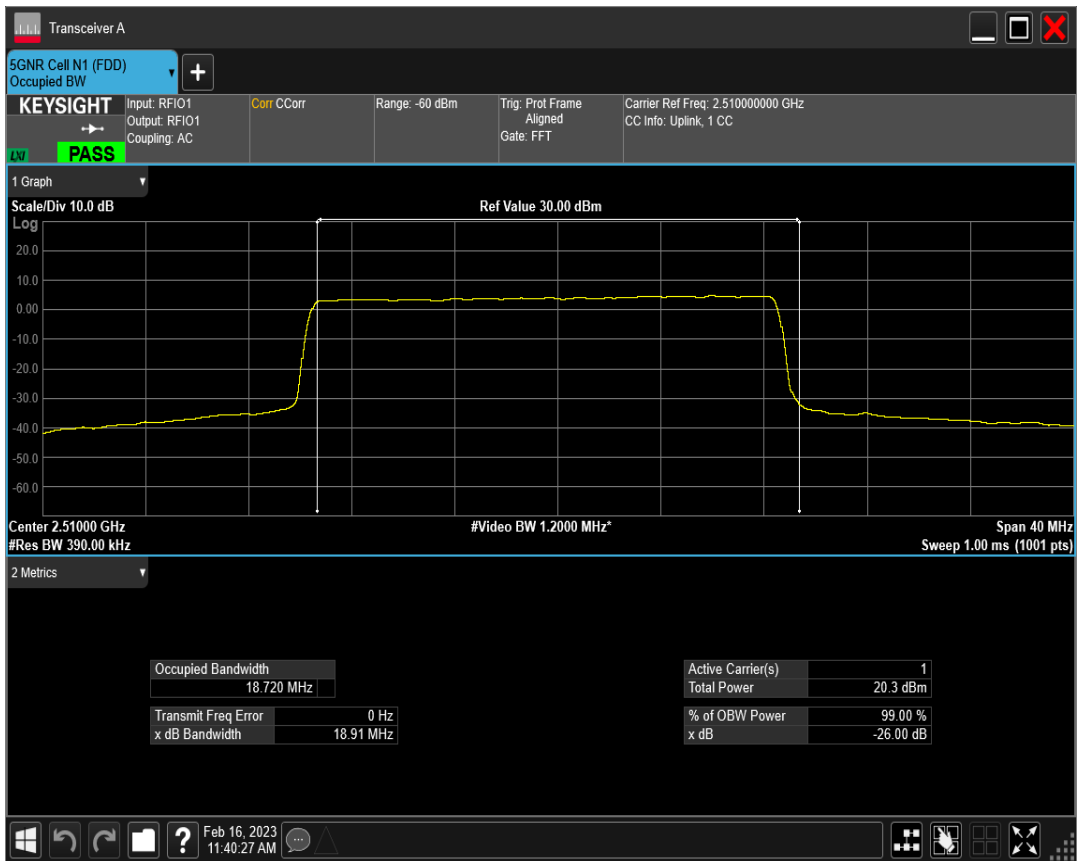 Transceiver A
5GNR Cell N1 (FDD)
Occupied BW
+
KEYSIGHT
LXI
PASS
Input: RFIO1
Output: RFIO1
Coupling: AC
Corr CCorr
Range: -60 dBm
Trig: Prot Frame
Aligned
Gate: FFT
Carrier Ref Freq: 2.510000000 GHz
CC Info: Uplink, 1 CC
1 Graph
Scale/Div 10.0 dB
Ref Value 30.00 dBm
Log
20.0
10.0
0.00
-10.0
-20.0
-30.0
-40.0
-50.0
-60.0
Center 2.51000 GHz
#Video BW 1.2000 MHz*
Span 40 MHz
#Res BW 390.00 kHz
Sweep 1.00 ms (1001 pts)
2 Metrics
Occupied Bandwidth
18.720 MHz
Active Carrier(s) 1
Total Power 20.3 dBm
Transmit Freq Error 0 Hz
x dB Bandwidth 18.91 MHz
% of OBW Power 99.00 %
x dB -26.00 dB
?
Feb 16, 2023
11:40:27 AM